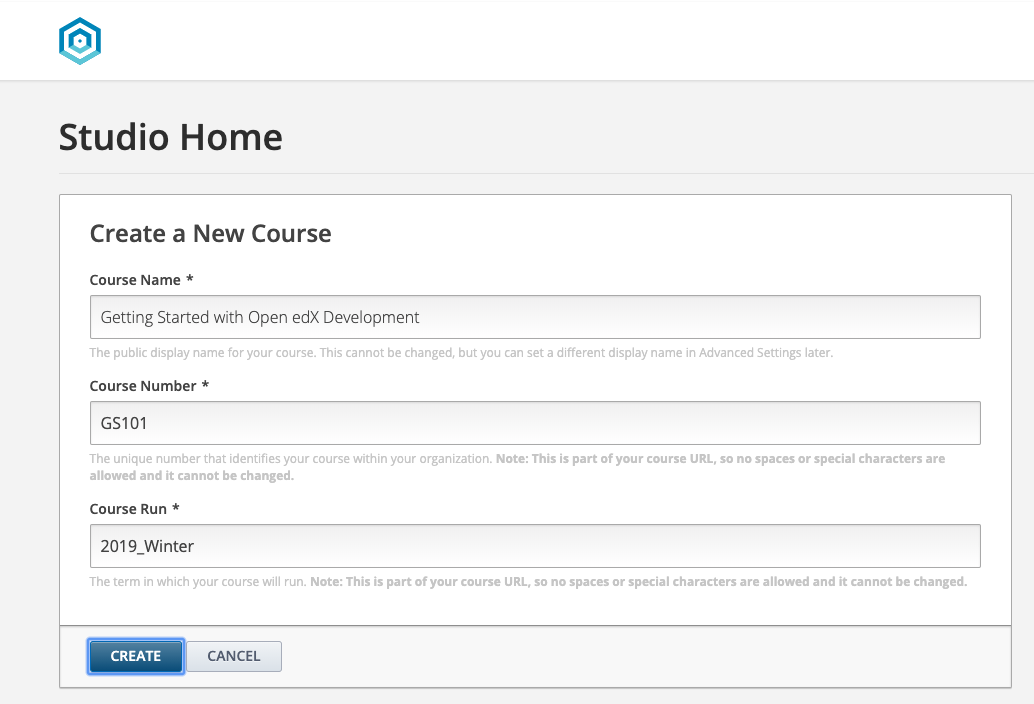 Studio Home
Create a New Course
Course Name *
Getting Started with Open edX Development
The public display name for your course. This cannot be changed, but you can set a different display name in Advanced Settings later.
Course Number *
GS101
The unique number that identifies your course within your organization. Note: This is part of your course URL, so no spaces or special characters are
allowed and it cannot be changed.
Course Run *
2019_Winter
The term in which your course will run. Note: This is part of your course URL, so no spaces or special characters are allowed and it cannot be changed.
CREATE CANCEL